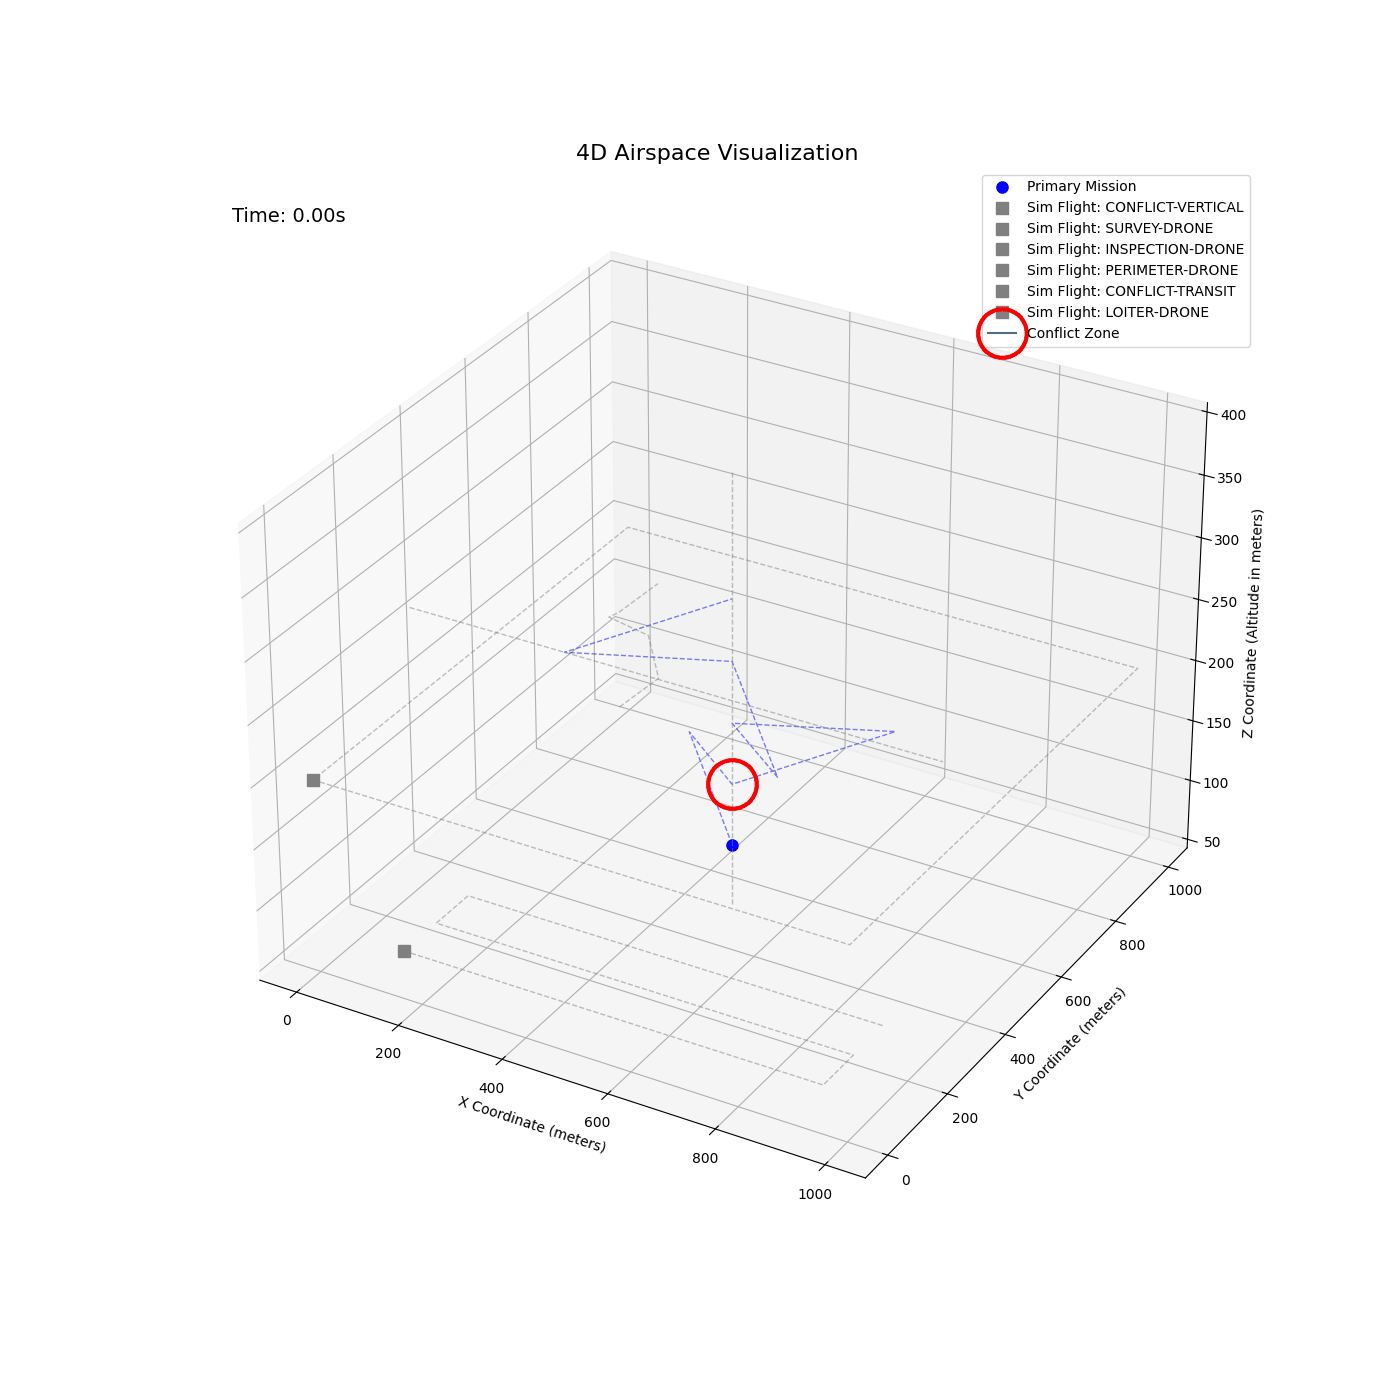 4D Airspace Visualization
Time: 0.00s
Primary Mission
Sim Flight: CONFLICT-VERTICAL
Sim Flight: SURVEY-DRONE
Sim Flight: INSPECTION-DRONE
Sim Flight: PERIMETER-DRONE
Sim Flight: CONFLICT-TRANSIT
Sim Flight: LOITER-DRONE
Conflict Zone
400
350
300
250
200
150
100
50
Z Coordinate (Altitude in meters)
1000
800
600
400
200
0
Y Coordinate (meters)
0
200
400
600
800
1000
X Coordinate (meters)